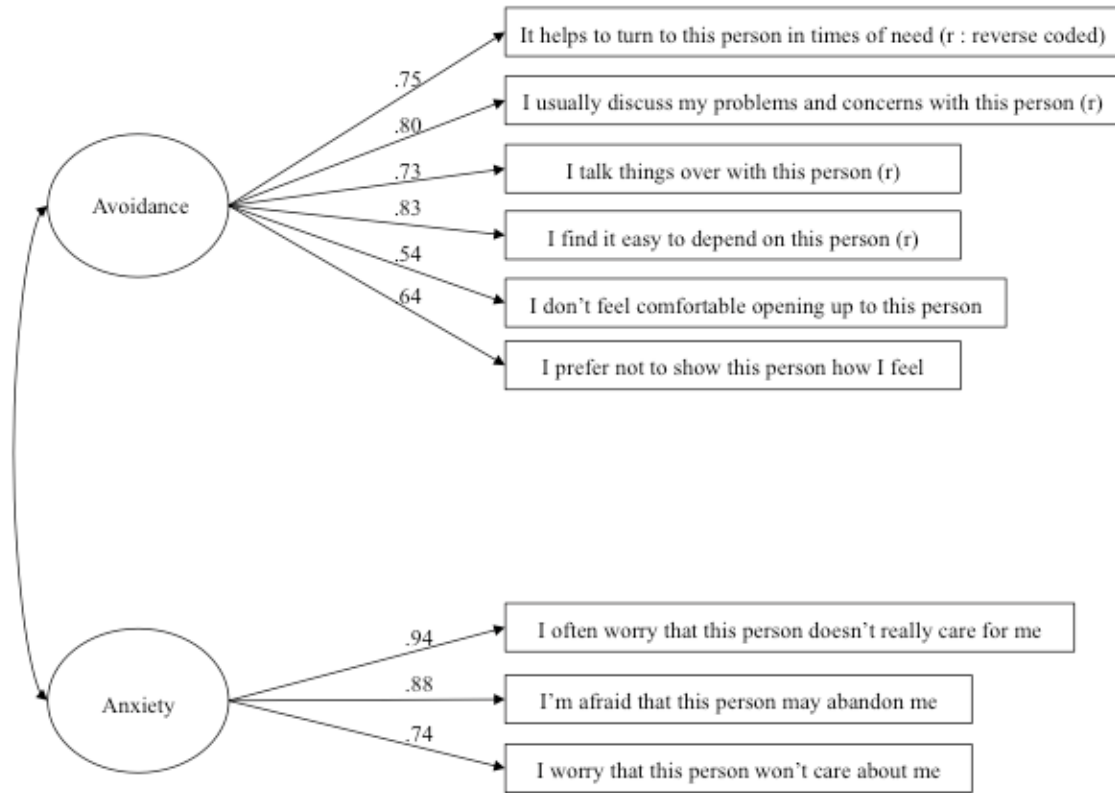 It helps to turn to this person in times of need (r : reverse coded)
.75
I usually discuss my problems and concerns with this person (r)
.80
.73
I talk things over with this person (r)
Avoidance
.83
I find it easy to depend on this person (r)
.54
I don’t feel comfortable opening up to this person
.64
I prefer not to show this person how I feel
.94
I often worry that this person doesn’t really care for me
.88
Anxiety
I’m afraid that this person may abandon me
.74
I worry that this person won’t care about me